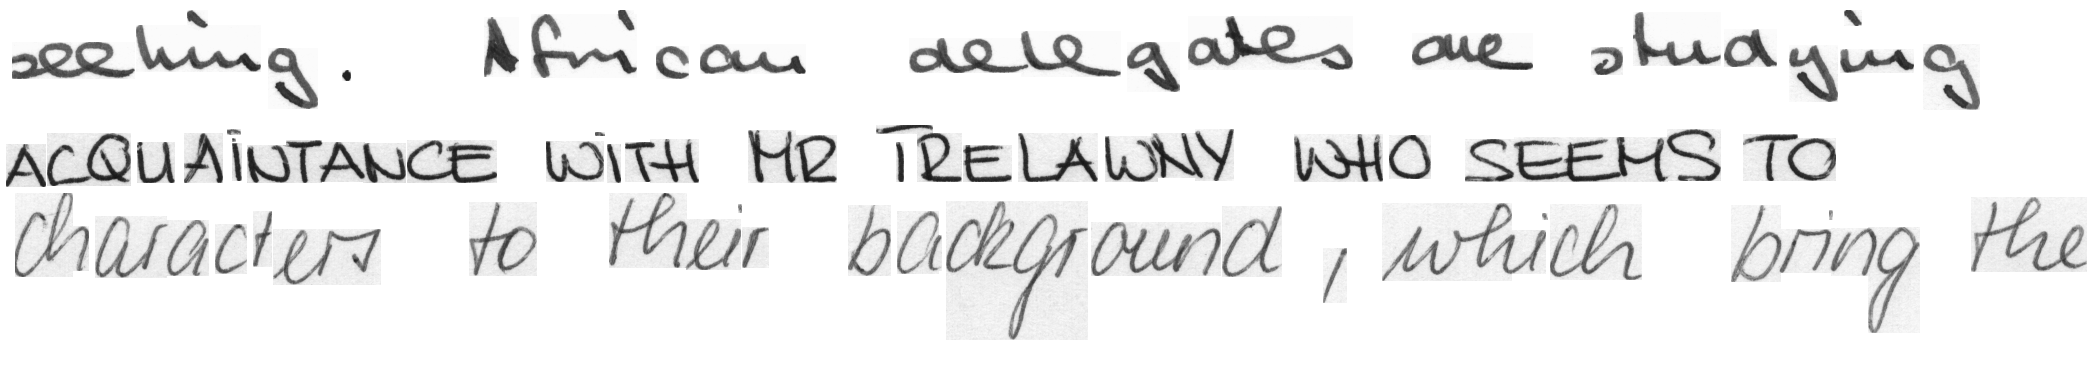 seeking. African delegates are studying
ACQUAINTANCE WITH MR TRELAWNY WHO SEEMS TO
characters to their background, which bring the